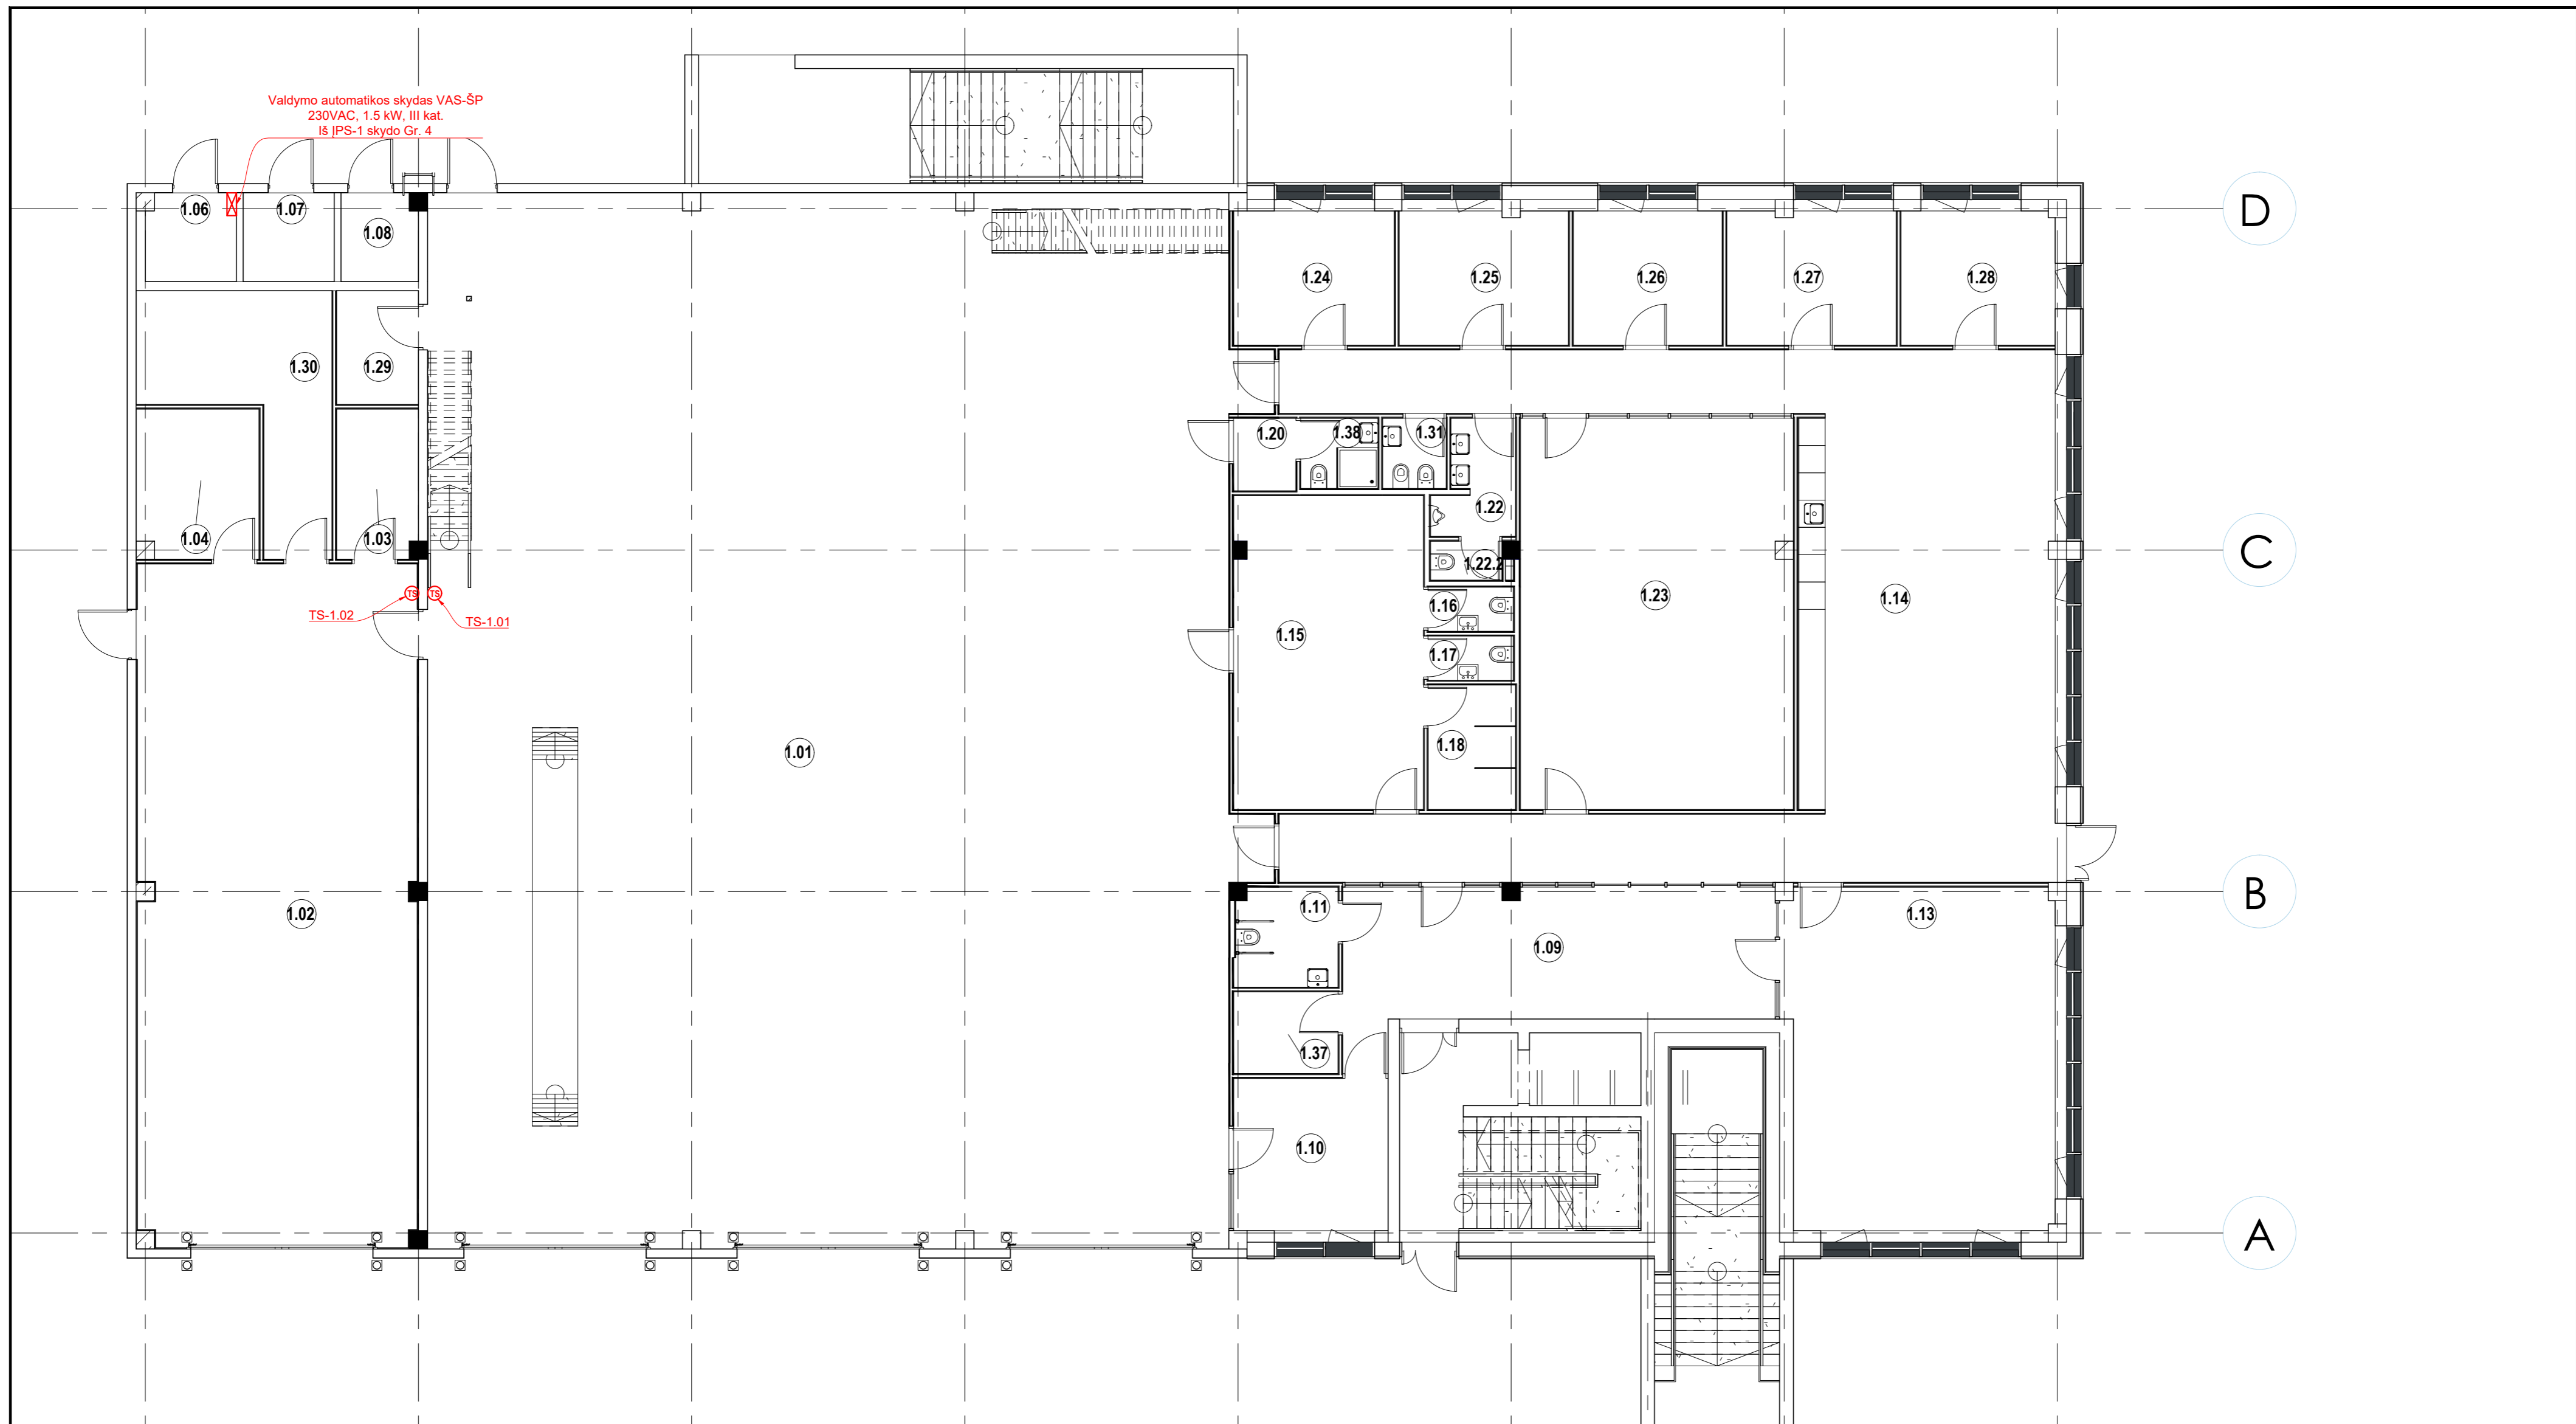 Valdymo automatikos skydas VAS-ŠP
230VAC, 1.5 kW, III kat.
Iš ĮPS-1 skydo Gr. 4
1.06
1.07
1.08
D
1.24
1.25
1.26
1.27
1.28
1.30
1.29
1.20
1.38
1.31
1.22
1.04
1.03
C
1.22.2
TS
TS
TS-1.02
TS-1.01
1.16
1.23
1.14
1.15
1.17
1.18
1.01
B
1.02
1.11
1.13
1.09
1.37
1.10
A